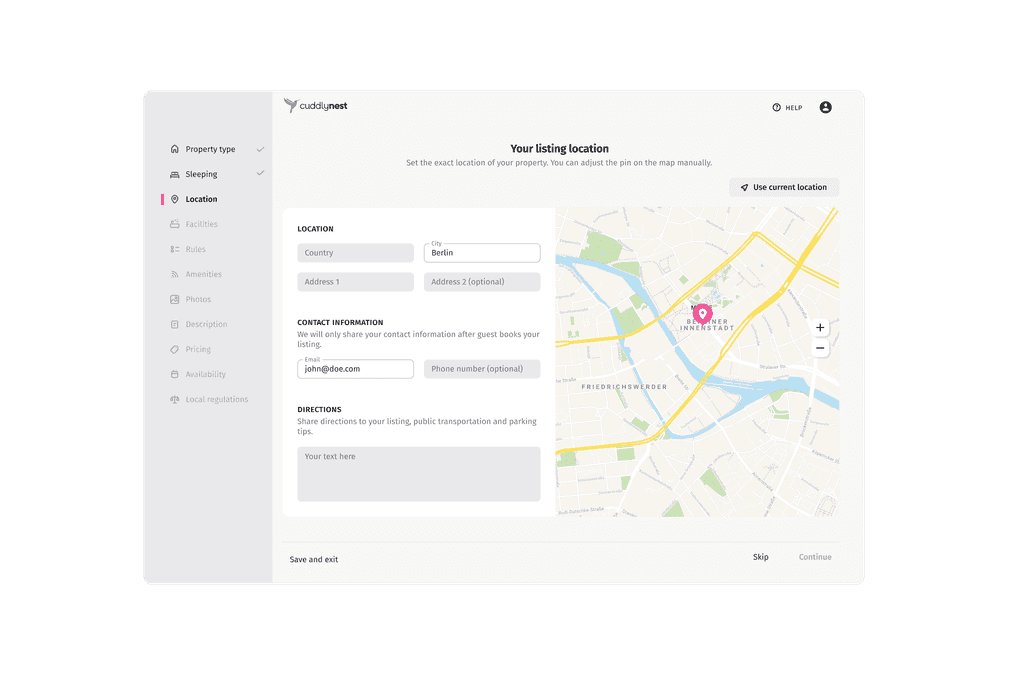 cuddlynest
HELP
Property type
Sleeping
Location
Facilities
Rules
Amenities
Photos
Description
Pricing
Availability
Local regulations
Your listing location
Set the exact location of your property. You can adjust the pin on the map manually.
Use current location
LOCATION
Country
City
Berlin
Address 1
Address 2 (optional)
CONTACT INFORMATION
We will only share your contact information after guest books your
listing.
Email
john@doe.com
Phone number (optional)
DIRECTIONS
Share directions to your listing, public transportation and parking
tips.
Your text here
INNENSTADT
FRIEDRICHSWERDER
+
−
Save and exit
Skip
Continue